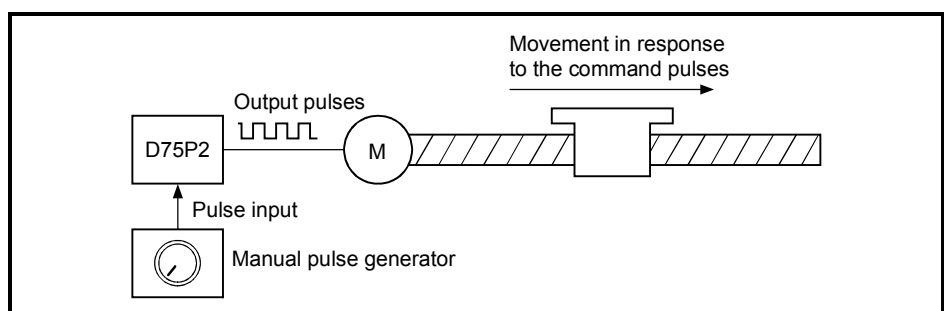 Movement in response
to the command pulses
Output pulses
D75P2
M
Pulse input
Manual pulse generator